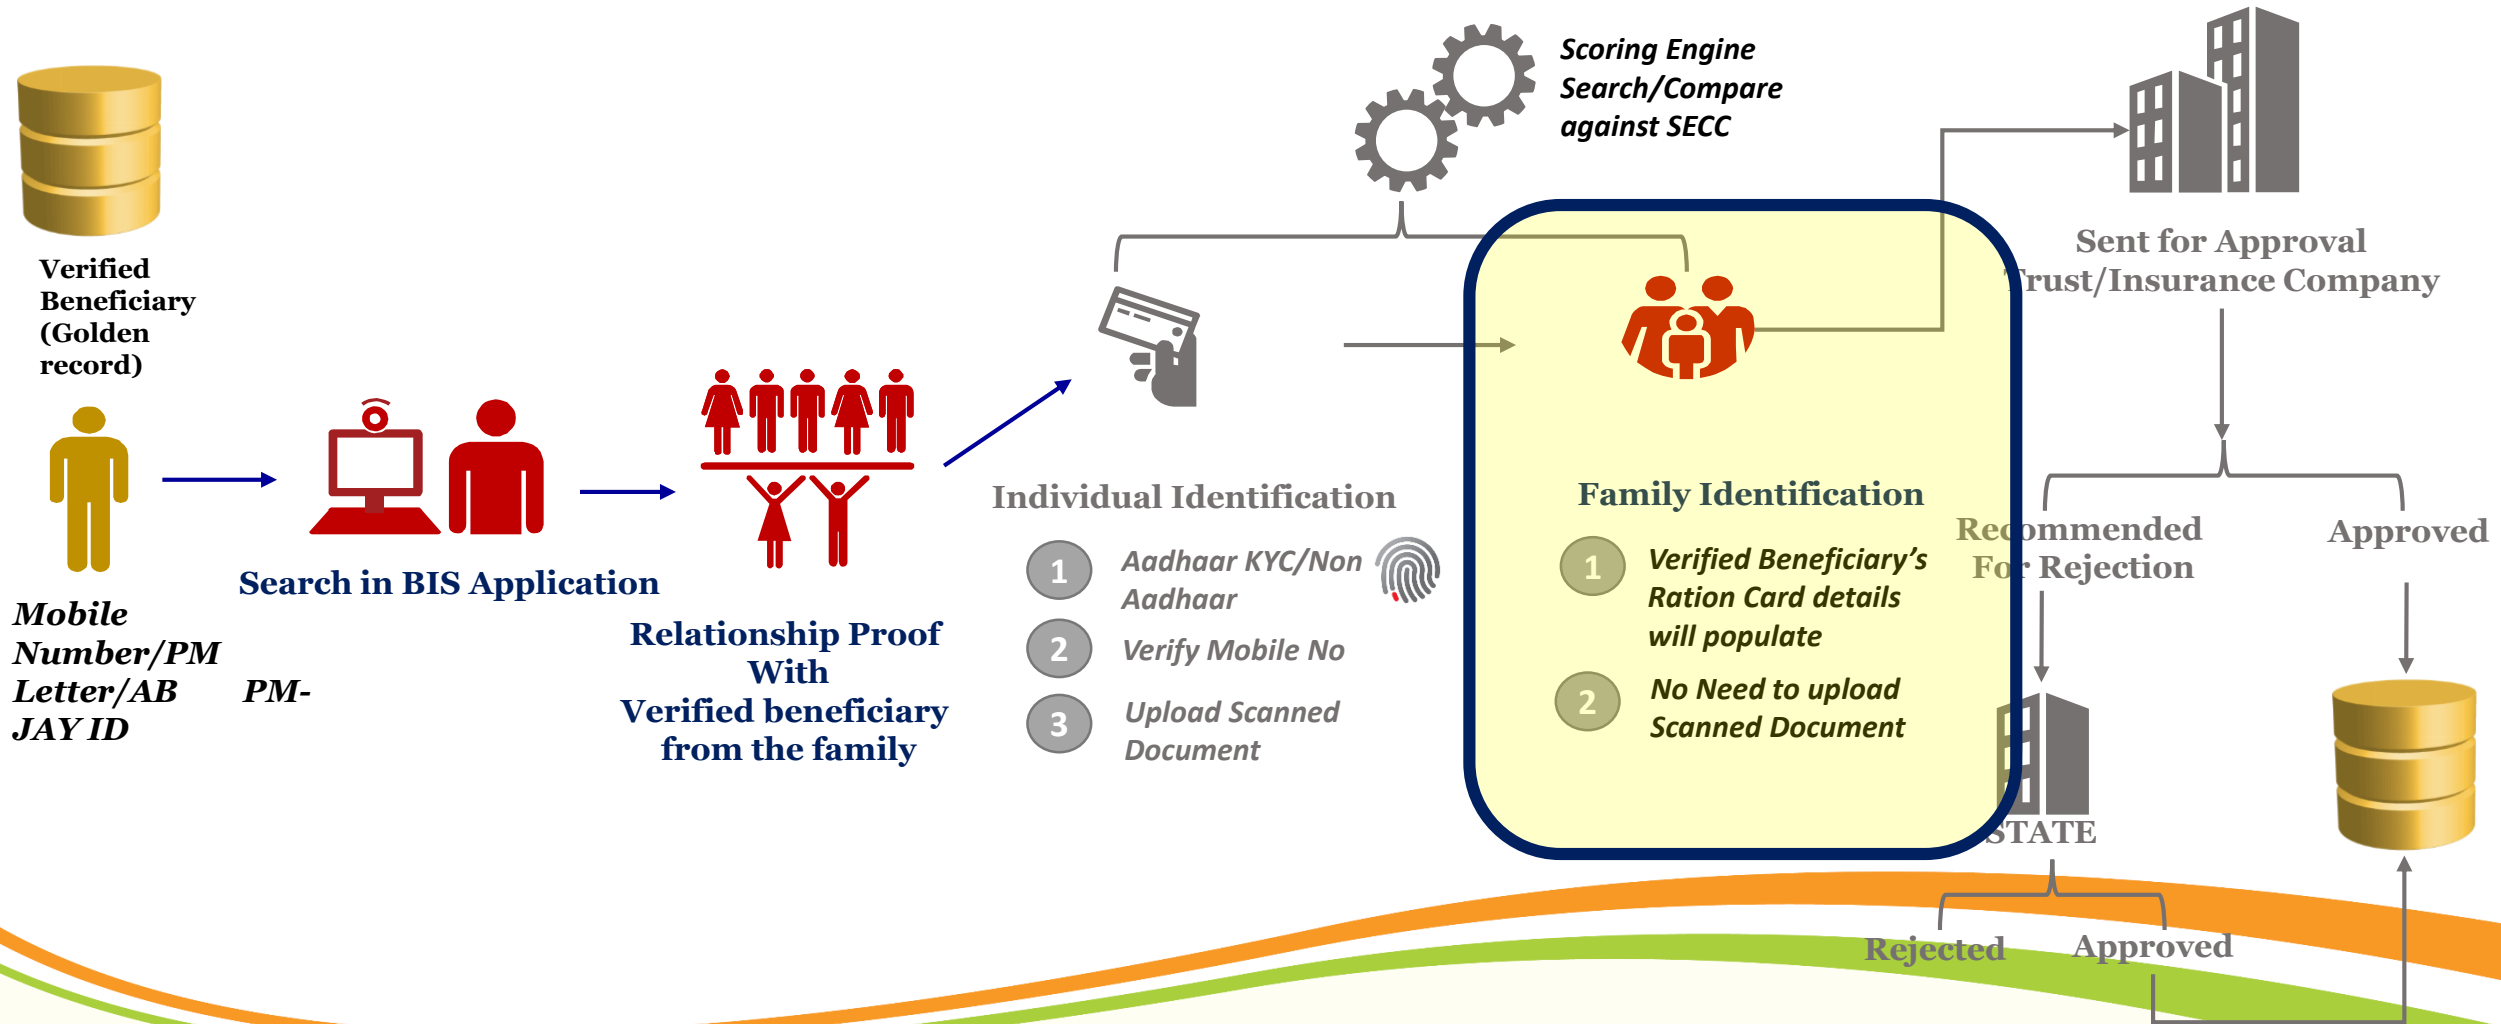 Verified
Beneficiary
(Golden
record)
Mobile
Number/PM
Letter/AB PM-
JAY ID
Search in BIS Application
Relationship Proof
With
Verified beneficiary
from the family
Scoring Engine
Search/Compare
against SECC
Individual Identification
1 Aadhaar KYC/Non
Aadhaar
2 Verify Mobile No
3 Upload Scanned
Document
Family Identification
1 Verified Beneficiary's
Ration Card details
will populate
2 No Need to upload
Scanned Document
Sent for Approval
Trust/Insurance Company
Recommended
For Rejection
Approved
STATE
Rejected
Approved